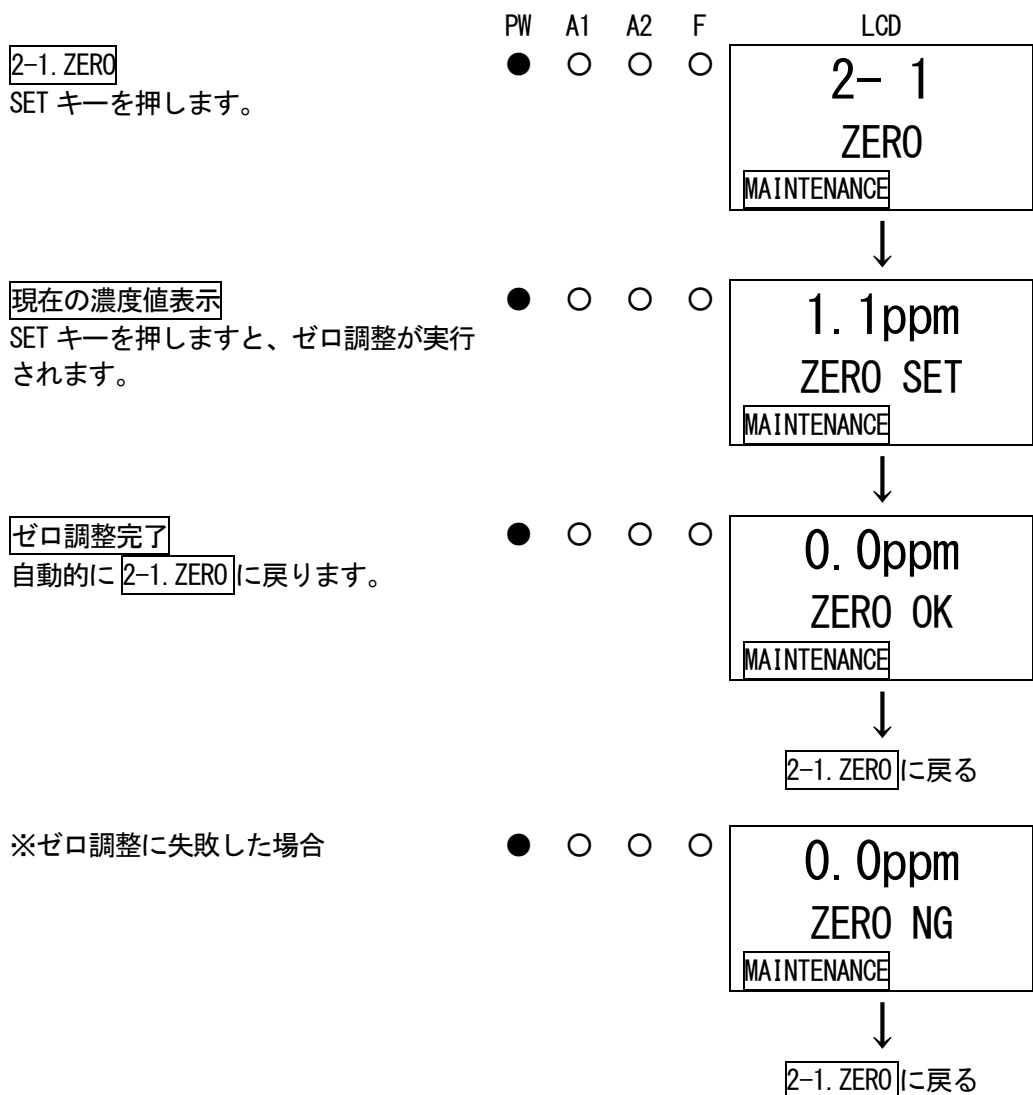 PW A1 A2 F LCD
2-1. ZERO ● ○ ○ ○ 2- 1
SET キーを押します。
ZERO
MAINTENANCE
↓
現在の濃度値表示 ● ○ ○ ○ 1.1ppm
SET キーを押しますと、ゼロ調整が実行
されます。
ZERO SET
MAINTENANCE
↓
ゼロ調整完了 ● ○ ○ ○ 0.0ppm
自動的に 2-1. ZERO に戻ります。
ZERO OK
MAINTENANCE
↓
2-1. ZERO に戻る
※ゼロ調整に失敗した場合 ● ○ ○ ○ 0.0ppm
ZERO NG
MAINTENANCE
↓
2-1. ZERO に戻る